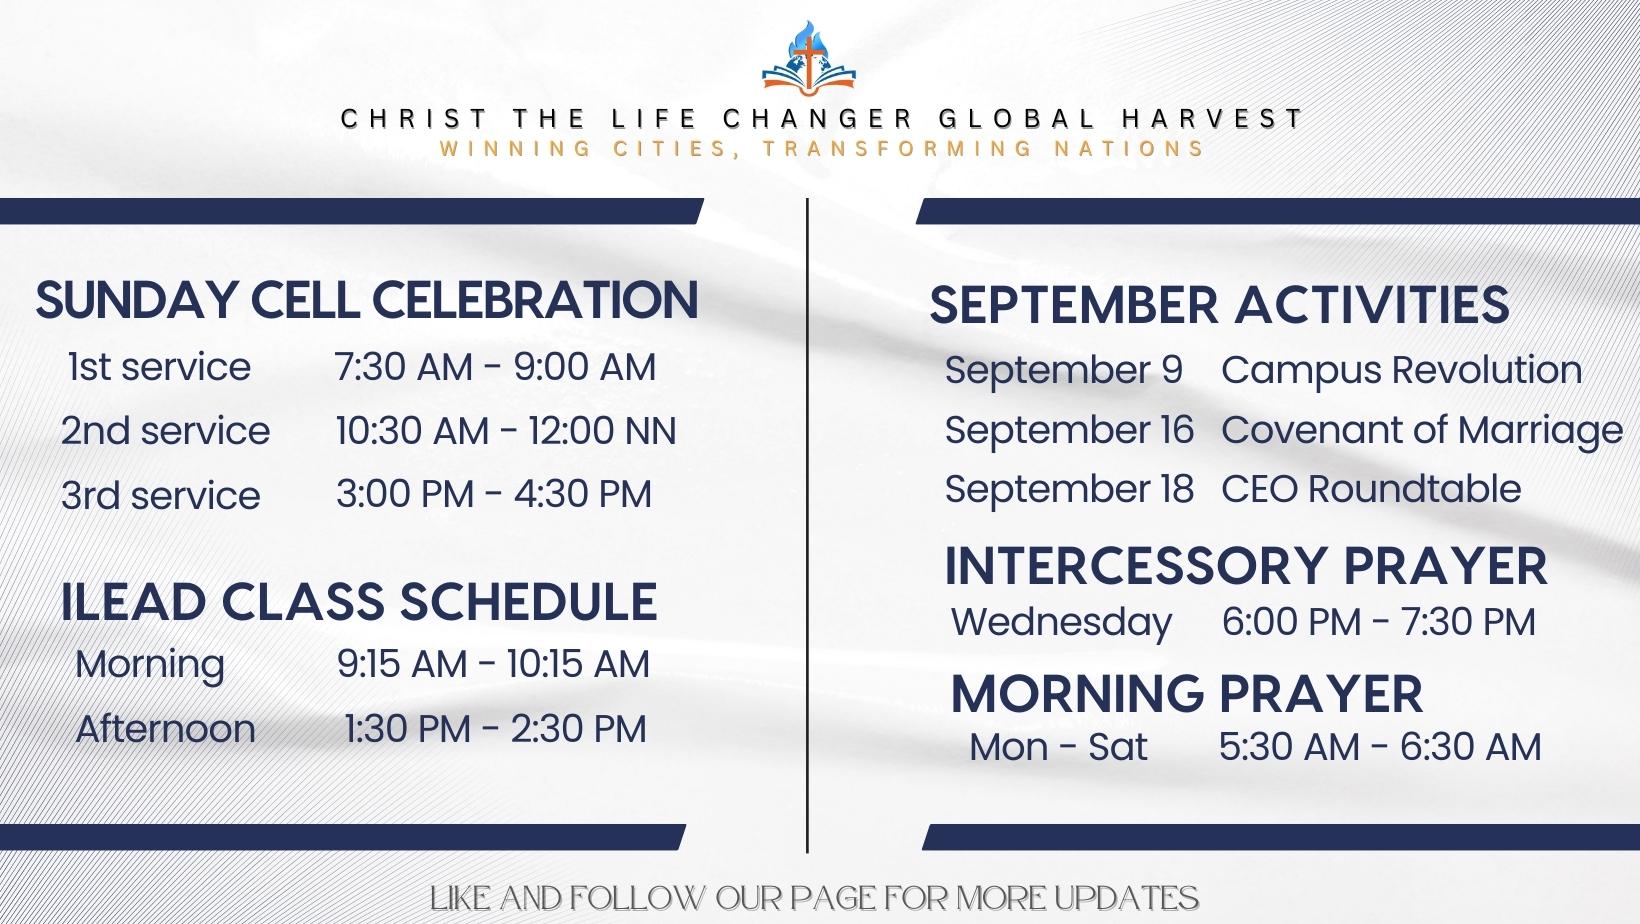 CHRIST THE LIFE CHANGER GLOBAL HARVEST
WINNING CITIES, TRANSFORMING NATIONS
SUNDAY CELL CELEBRATION
1st service 7:30 AM - 9:00 AM
2nd service 10:30 AM - 12:00 NN
3rd service 3:00 PM - 4:30 PM
ILEAD CLASS SCHEDULE
Morning 9:15 AM - 10:15 AM
Afternoon 1:30 PM - 2:30 PM
SEPTEMBER ACTIVITIES
September 9 Campus Revolution
September 16 Covenant of Marriage
September 18 CEO Roundtable
INTERCESSORY PRAYER
Wednesday 6:00 PM - 7:30 PM
MORNING PRAYER
Mon - Sat 5:30 AM - 6:30 AM
LIKE AND FOLLOW OUR PAGE FOR MORE UPDATES